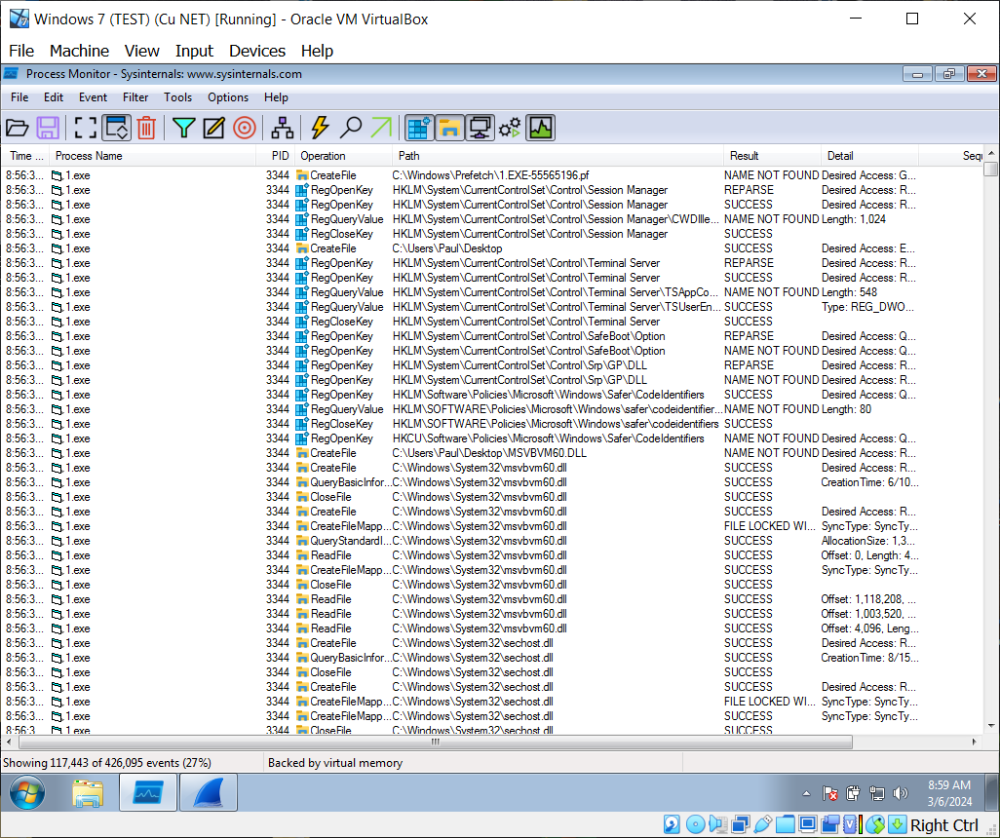 Windows 7 (TEST) (Cu NET) [Running] - Oracle VM VirtualBox
File Machine View Input Devices Help
Process Monitor - Sysinternals: www.sysinternals.com
File Edit Event Filter Tools Options Help
Time ... Process Name PID Operation Path Result Detail Sequ
8:56:3... 1.exe 3344 CreateFile C:\Windows\Prefetch\1.EXE-55565196.pf NAME NOT FOUND Desired Access: G...
8:56:3... 1.exe 3344 RegOpenKey HKLM\System\CurrentControlSet\Control\Session Manager REPARSE Desired Access: R...
8:56:3... 1.exe 3344 RegOpenKey HKLM\System\CurrentControlSet\Control\Session Manager SUCCESS Desired Access: R...
8:56:3... 1.exe 3344 RegQueryValue HKLM\System\CurrentControlSet\Control\Session Manager\CWDIlle... NAME NOT FOUND Length: 1,024
8:56:3... 1.exe 3344 RegCloseKey HKLM\System\CurrentControlSet\Control\Session Manager SUCCESS
8:56:3... 1.exe 3344 CreateFile C:\Users\Paul\Desktop SUCCESS Desired Access: E...
8:56:3... 1.exe 3344 RegOpenKey HKLM\System\CurrentControlSet\Control\Terminal Server REPARSE Desired Access: R...
8:56:3... 1.exe 3344 RegOpenKey HKLM\System\CurrentControlSet\Control\Terminal Server SUCCESS Desired Access: R...
8:56:3... 1.exe 3344 RegQueryValue HKLM\System\CurrentControlSet\Control\Terminal Server\TSAppCo... NAME NOT FOUND Length: 548
8:56:3... 1.exe 3344 RegQueryValue HKLM\System\CurrentControlSet\Control\Terminal Server\TSUserEn... SUCCESS Type: REG_DWO...
8:56:3... 1.exe 3344 RegCloseKey HKLM\System\CurrentControlSet\Control\Terminal Server SUCCESS
8:56:3... 1.exe 3344 RegOpenKey HKLM\System\CurrentControlSet\Control\SafeBoot\Option REPARSE Desired Access: Q...
8:56:3... 1.exe 3344 RegOpenKey HKLM\System\CurrentControlSet\Control\SafeBoot\Option NAME NOT FOUND Desired Access: Q...
8:56:3... 1.exe 3344 RegOpenKey HKLM\System\CurrentControlSet\Control\Srp\GP\DLL REPARSE Desired Access: R...
8:56:3... 1.exe 3344 RegOpenKey HKLM\System\CurrentControlSet\Control\Srp\GP\DLL NAME NOT FOUND Desired Access: R...
8:56:3... 1.exe 3344 RegOpenKey HKLM\Software\Policies\Microsoft\Windows\Safer\CodeIdentifiers SUCCESS Desired Access: Q...
8:56:3... 1.exe 3344 RegQueryValue HKLM\SOFTWARE\Policies\Microsoft\Windows\safer\codeidentifier... NAME NOT FOUND Length: 80
8:56:3... 1.exe 3344 RegCloseKey HKLM\SOFTWARE\Policies\Microsoft\Windows\safer\codeidentifiers SUCCESS
8:56:3... 1.exe 3344 RegOpenKey HKCU\Software\Policies\Microsoft\Windows\Safer\CodeIdentifiers NAME NOT FOUND Desired Access: Q...
8:56:3... 1.exe 3344 CreateFile C:\Users\Paul\Desktop\MSVBVM60.DLL NAME NOT FOUND Desired Access: R...
8:56:3... 1.exe 3344 CreateFile C:\Windows\System32\msvbvm60.dll SUCCESS Desired Access: R...
8:56:3... 1.exe 3344 QueryBasicInfor... C:\Windows\System32\msvbvm60.dll SUCCESS CreationTime: 6/10...
8:56:3... 1.exe 3344 CloseFile C:\Windows\System32\msvbvm60.dll SUCCESS
8:56:3... 1.exe 3344 CreateFile C:\Windows\System32\msvbvm60.dll SUCCESS Desired Access: R...
8:56:3... 1.exe 3344 CreateFileMapp... C:\Windows\System32\msvbvm60.dll FILE LOCKED WI... SyncType: SyncTy...
8:56:3... 1.exe 3344 QueryStandardI... C:\Windows\System32\msvbvm60.dll SUCCESS AllocationSize: 1,3...
8:56:3... 1.exe 3344 ReadFile C:\Windows\System32\msvbvm60.dll SUCCESS Offset: 0, Length: 4...
8:56:3... 1.exe 3344 CreateFileMapp... C:\Windows\System32\msvbvm60.dll SUCCESS SyncType: SyncTy...
8:56:3... 1.exe 3344 CloseFile C:\Windows\System32\msvbvm60.dll SUCCESS
8:56:3... 1.exe 3344 ReadFile C:\Windows\System32\msvbvm60.dll SUCCESS Offset: 1,118,208, ...
8:56:3... 1.exe 3344 ReadFile C:\Windows\System32\msvbvm60.dll SUCCESS Offset: 1,003,520, ...
8:56:3... 1.exe 3344 ReadFile C:\Windows\System32\msvbvm60.dll SUCCESS Offset: 4,096, Leng...
8:56:3... 1.exe 3344 CreateFile C:\Windows\System32\sechost.dll SUCCESS Desired Access: R...
8:56:3... 1.exe 3344 QueryBasicInfor... C:\Windows\System32\sechost.dll SUCCESS CreationTime: 8/15...
8:56:3... 1.exe 3344 CloseFile C:\Windows\System32\sechost.dll SUCCESS
8:56:3... 1.exe 3344 CreateFile C:\Windows\System32\sechost.dll SUCCESS Desired Access: R...
8:56:3... 1.exe 3344 CreateFileMapp... C:\Windows\System32\sechost.dll FILE LOCKED WI... SyncType: SyncTy...
8:56:3... 1.exe 3344 CreateFileMapp... C:\Windows\System32\sechost.dll SUCCESS SyncType: SyncTy...
8:56:3... 1.exe 3344 CloseFile C:\Windows\System32\sechost.dll SUCCESS
Showing 117,443 of 426,095 events (27%) Backed by virtual memory
8:59 AM
3/6/2024
Right Ctrl